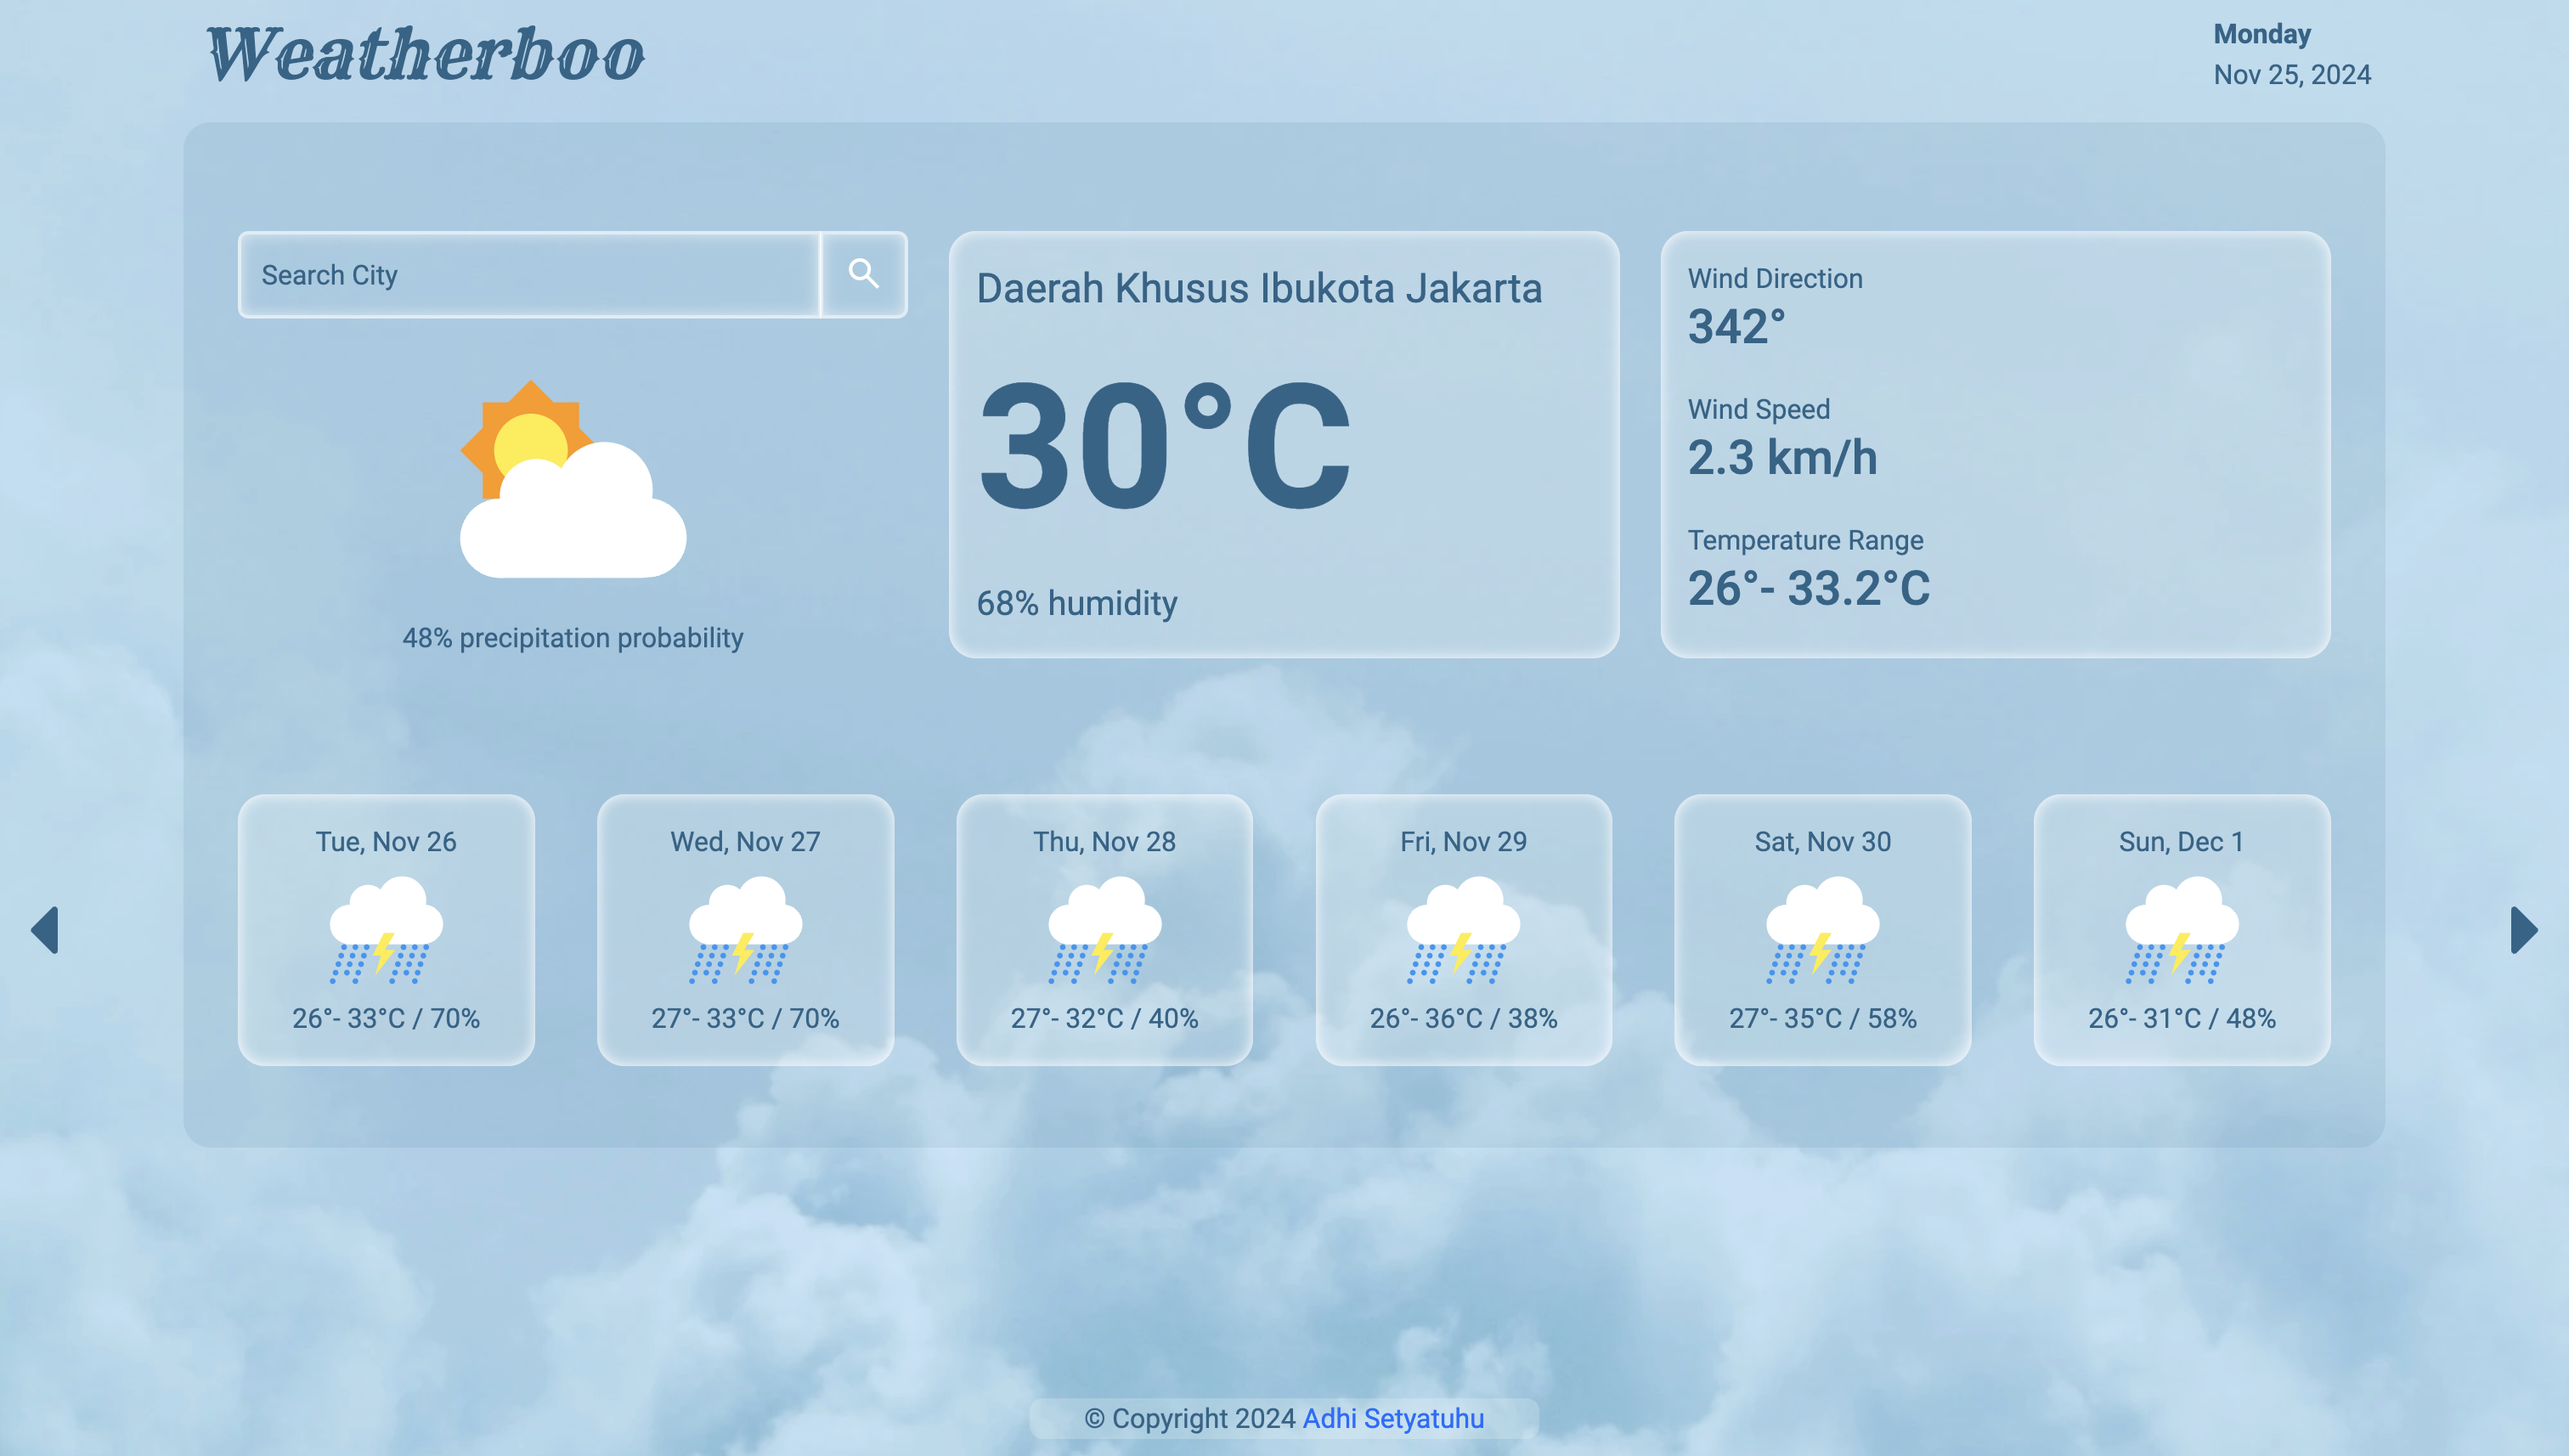 Weatherboo
Monday
Nov 25, 2024
Search City
48% precipitation probability
Daerah Khusus Ibukota Jakarta
30°C
68% humidity
Wind Direction
342°
Wind Speed
2.3 km/h
Temperature Range
26°- 33.2°C
Tue, Nov 26
26°- 33°C / 70%
Wed, Nov 27
27°- 33°C / 70%
Thu, Nov 28
27°- 32°C / 40%
Fri, Nov 29
26°- 36°C / 38%
Sat, Nov 30
27°- 35°C / 58%
Sun, Dec 1
26°- 31°C / 48%
© Copyright 2024 Adhi Setyatuhu